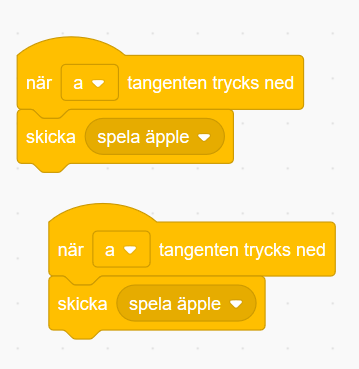 när a tangenten trycks ned
skicka spela äpple
när a tangenten trycks ned
skicka spela äpple